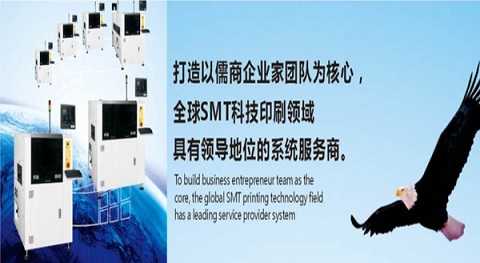 打造以儒商企业家团队为核心，
全球SMT科技印刷领域
具有领导地位的系统服务商。
To build business entrepreneur team as the
core, the global SMT printing technology field
has a leading service provider system